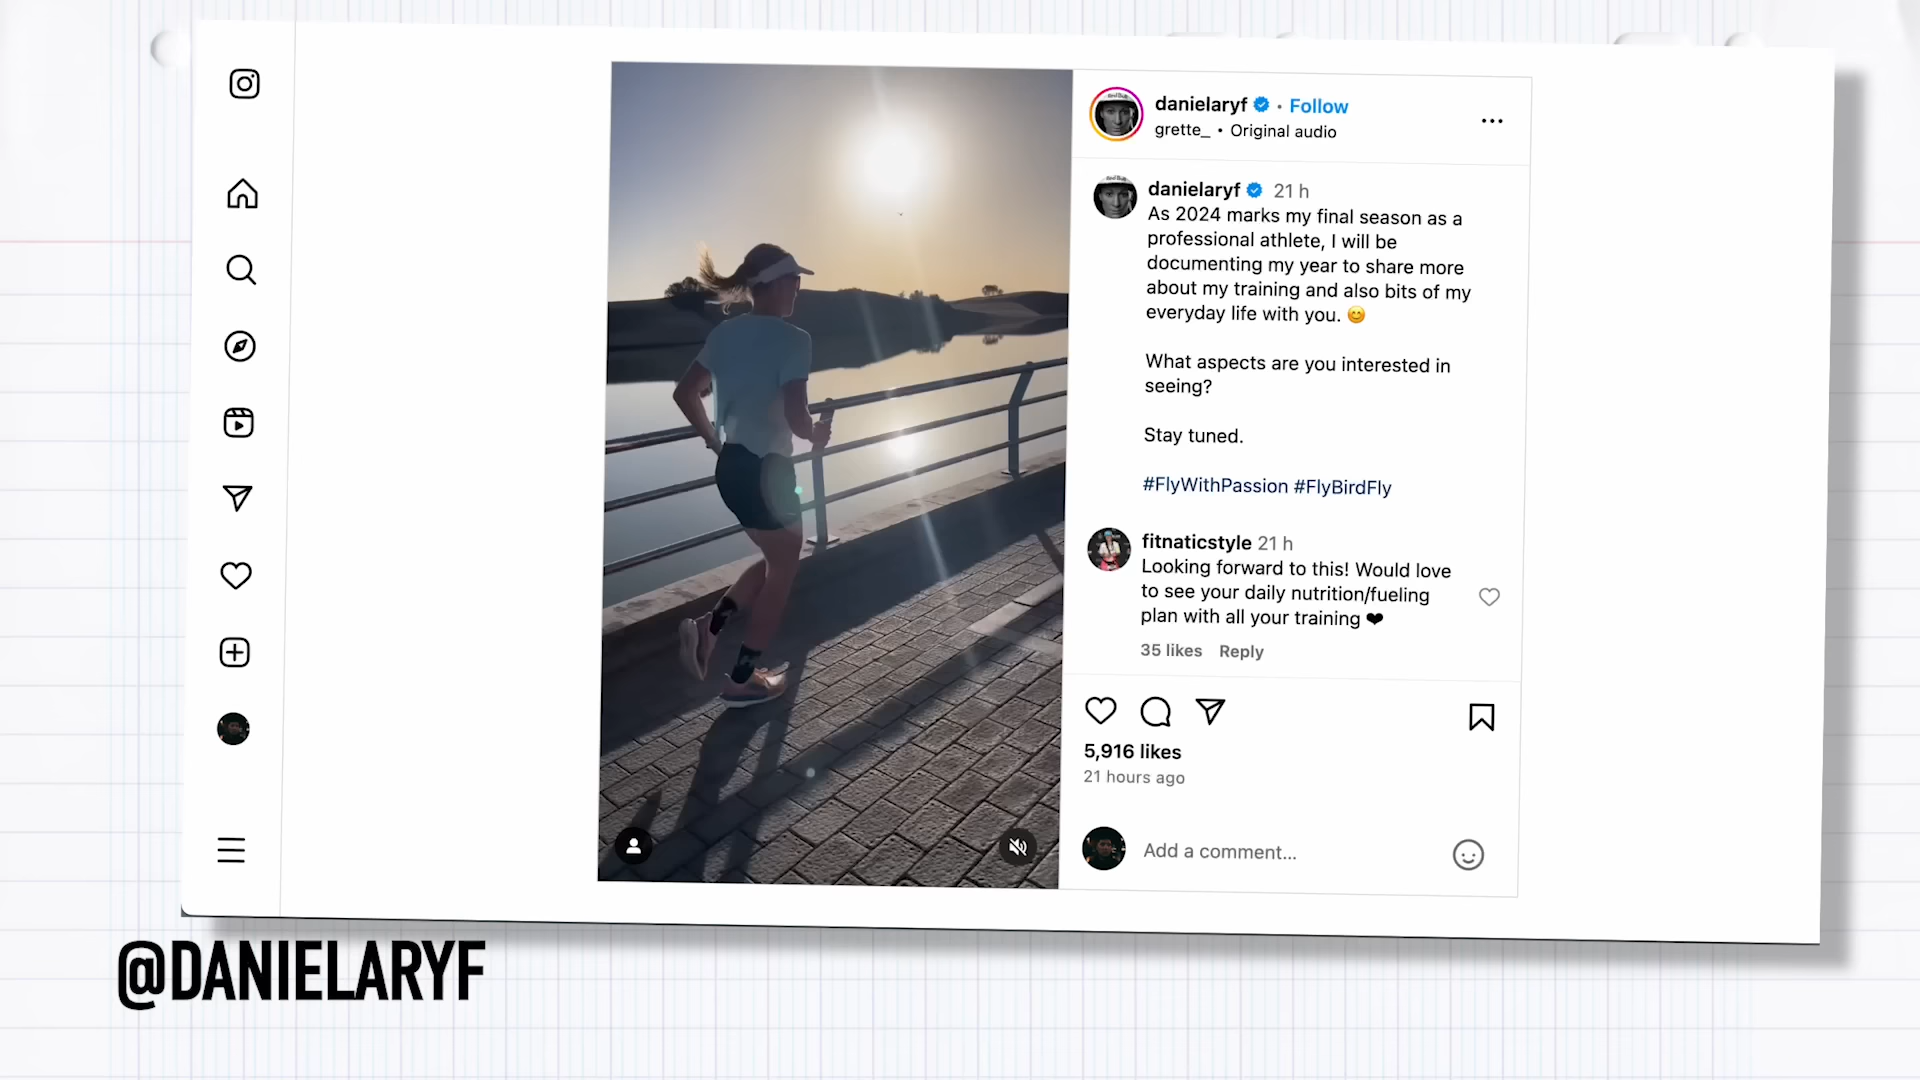 danielaryf • Follow
grette_ • Original audio
danielaryf 21 h
As 2024 marks my final season as a
professional athlete, I will be
documenting my year to share more
about my training and also bits of my
everyday life with you. 😊
What aspects are you interested in
seeing?
Stay tuned.
#FlyWithPassion #FlyBirdFly
fitnaticstyle 21 h
Looking forward to this! Would love
to see your daily nutrition/fueling
plan with all your training ❤
35 likes Reply
5,916 likes
21 hours ago
Add a comment...
@DANIELARYF